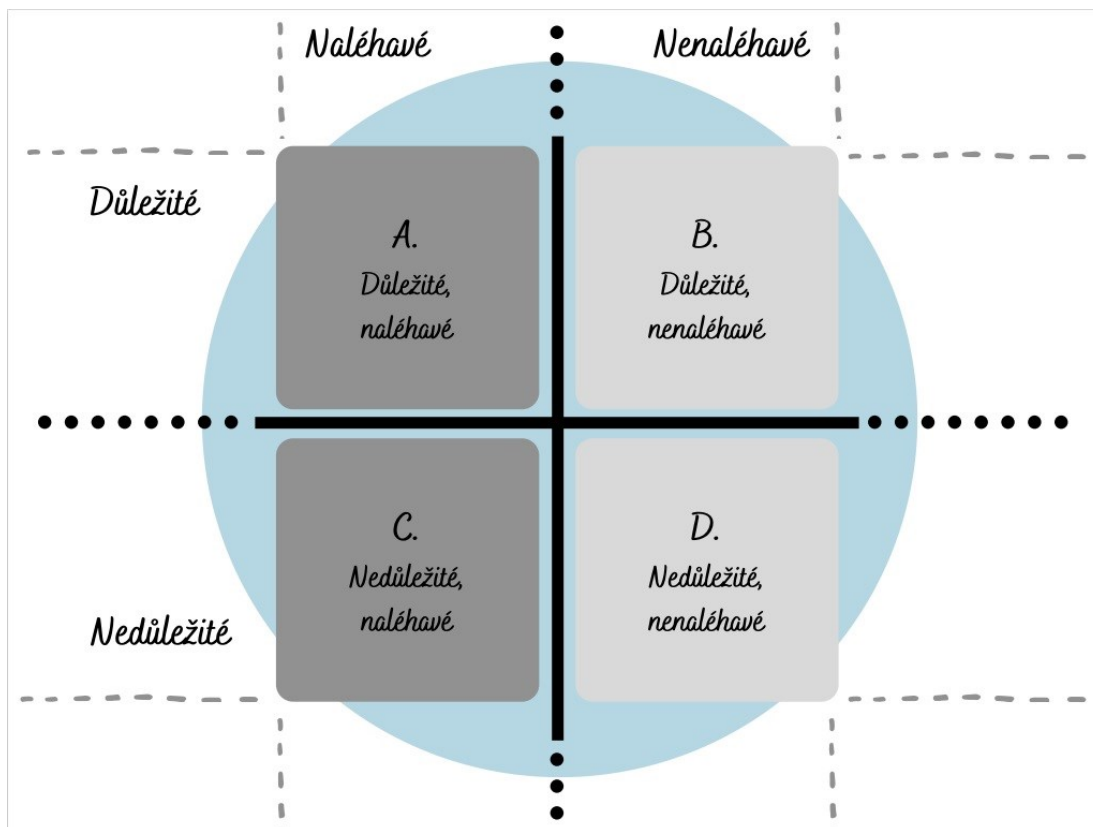 Naléhavé
Nenaléhavé
Důležité
A.
Důležité,
naléhavé
B.
Důležité,
nenaléhavé
Nedůležité
C.
Nedůležité,
naléhavé
D.
Nedůležité,
nenaléhavé